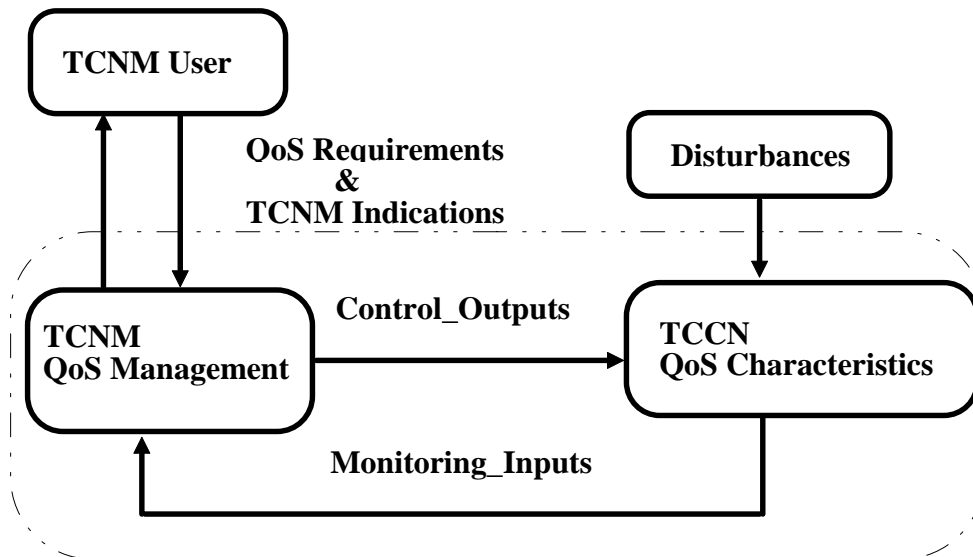 TCNM User
QoS Requirements
&
TCNM Indications
Disturbances
TCNM
QoS Management
Control_Outputs
TCCN
QoS Characteristics
Monitoring_Inputs